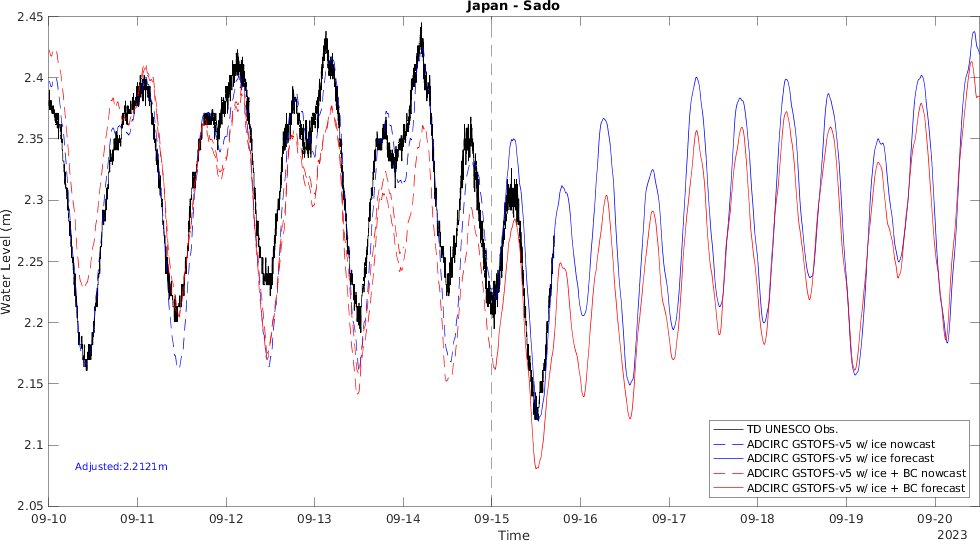 Japan - Sado
2.45
2.4
2.35
2.3
2.25
2.2
2.15
2.1
2.05
Water Level (m)
Adjusted:2.2121m
TD UNESCO Obs.
ADCIRC GSTOFS-v5 w/ ice nowcast
ADCIRC GSTOFS-v5 w/ ice forecast
ADCIRC GSTOFS-v5 w/ ice + BC nowcast
ADCIRC GSTOFS-v5 w/ ice + BC forecast
09-10 09-11 09-12 09-13 09-14 09-15 09-16 09-17 09-18 09-19 09-20
Time
2023